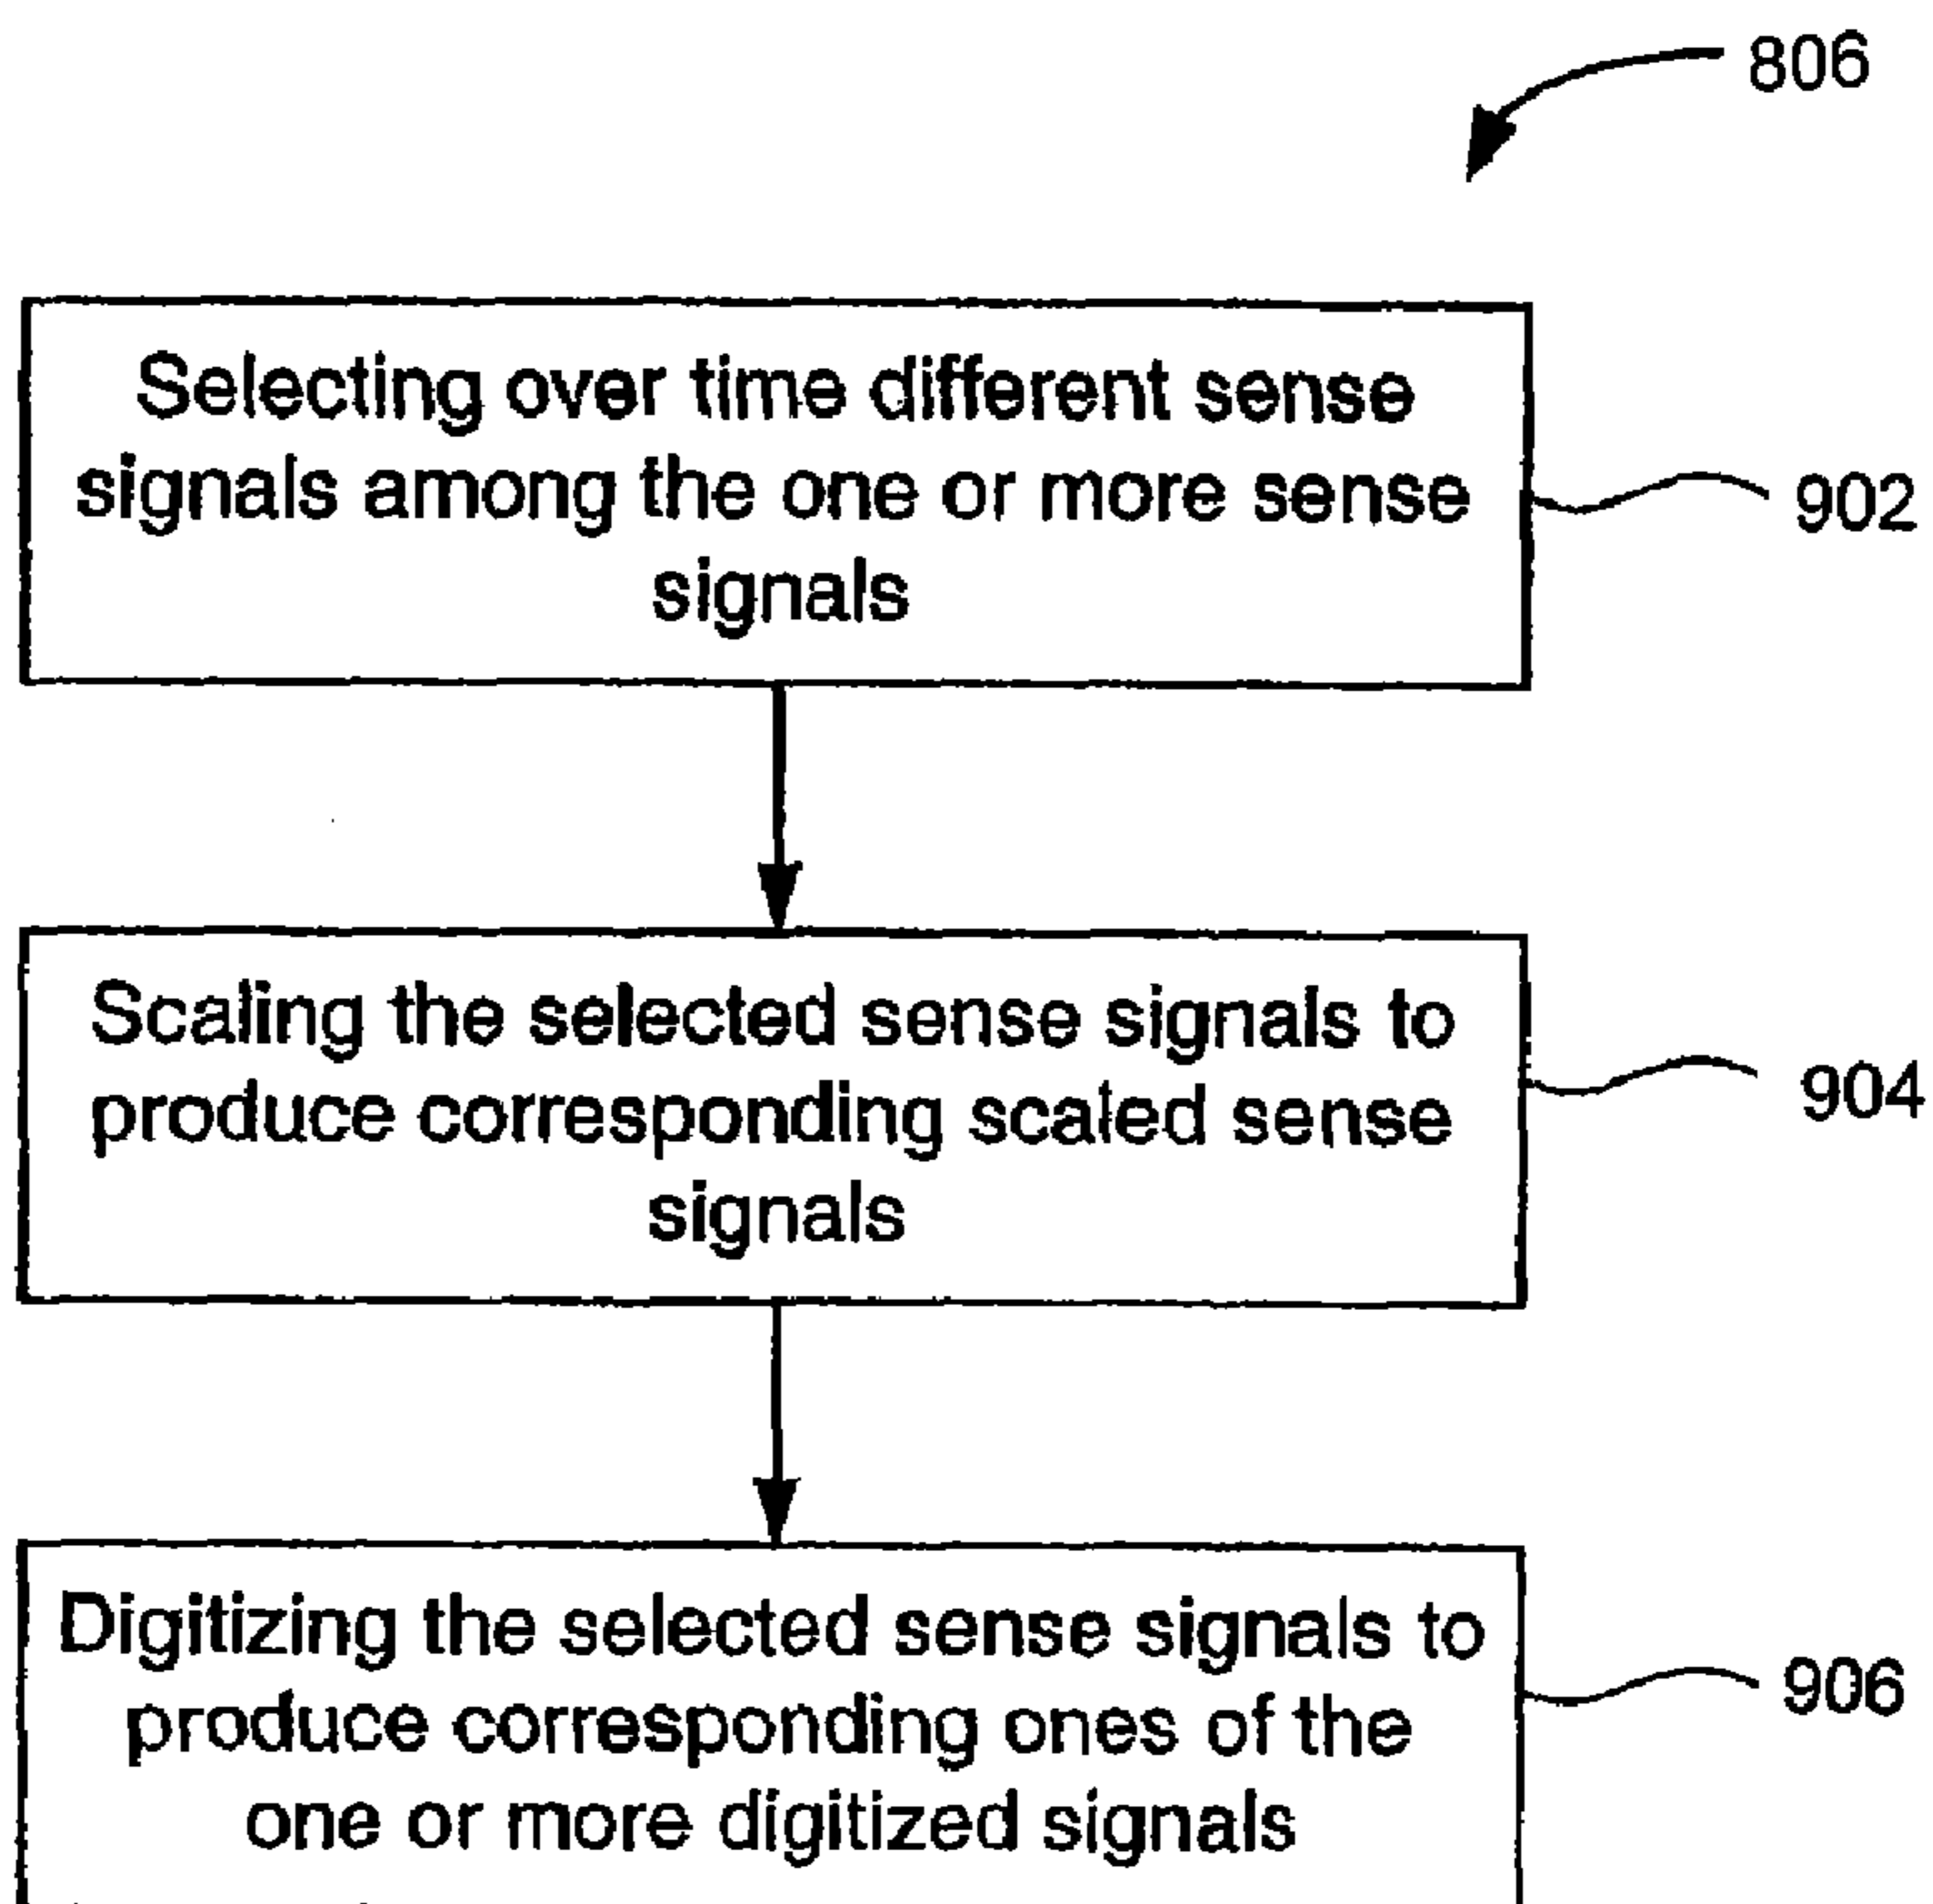 806
Selecting over time different sense
signals among the one or more sense
signals
902
Scaling the selected sense signals to
produce corresponding scaled sense
signals
904
Digitizing the selected sense signals to
produce corresponding ones of the
one or more digitized signals
906